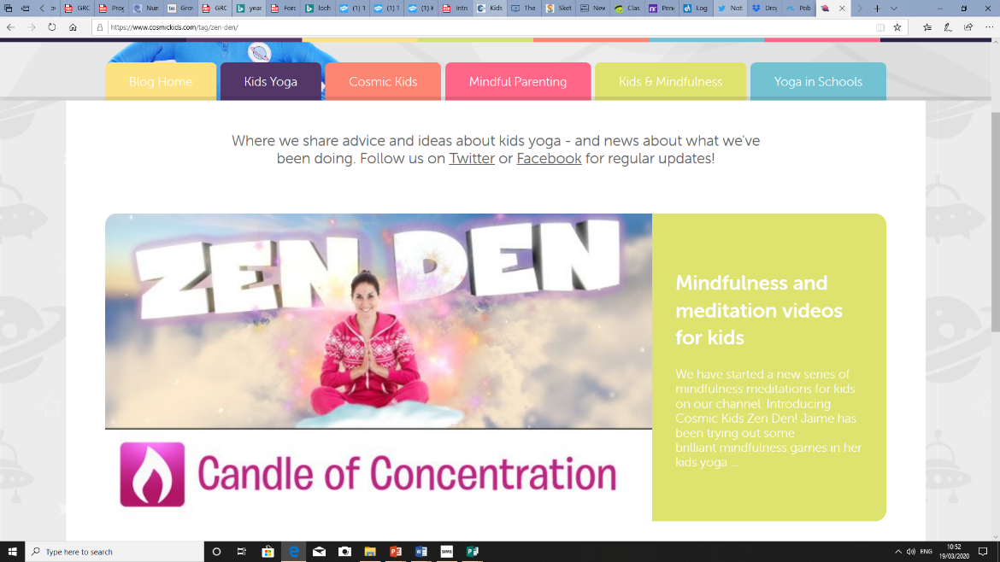 GRC
Prog
Num
Grov
GRC
year
Forc
loch
(1) 1
(1) 1
(1) H
Intro
Kids
The
Sket
New
Clas
Pen
Log
Noti
Drop
Pob
https://www.cosmickids.com/tag/zen-den/
Blog Home
Kids Yoga
Cosmic Kids
Mindful Parenting
Kids & Mindfulness
Yoga in Schools
Where we share advice and ideas about kids yoga - and news about what we've
been doing. Follow us on Twitter or Facebook for regular updates!
ZEN DEN
Candle of Concentration
Mindfulness and
meditation videos
for kids
We have started a new series of
mindfulness meditations for kids
on our channel. Introducing
Cosmic Kids Zen Den! Jaime has
been trying out some
brilliant mindfulness games in her
kids yoga ...
Type here to search
SIMS
ENG
10:52
19/03/2020